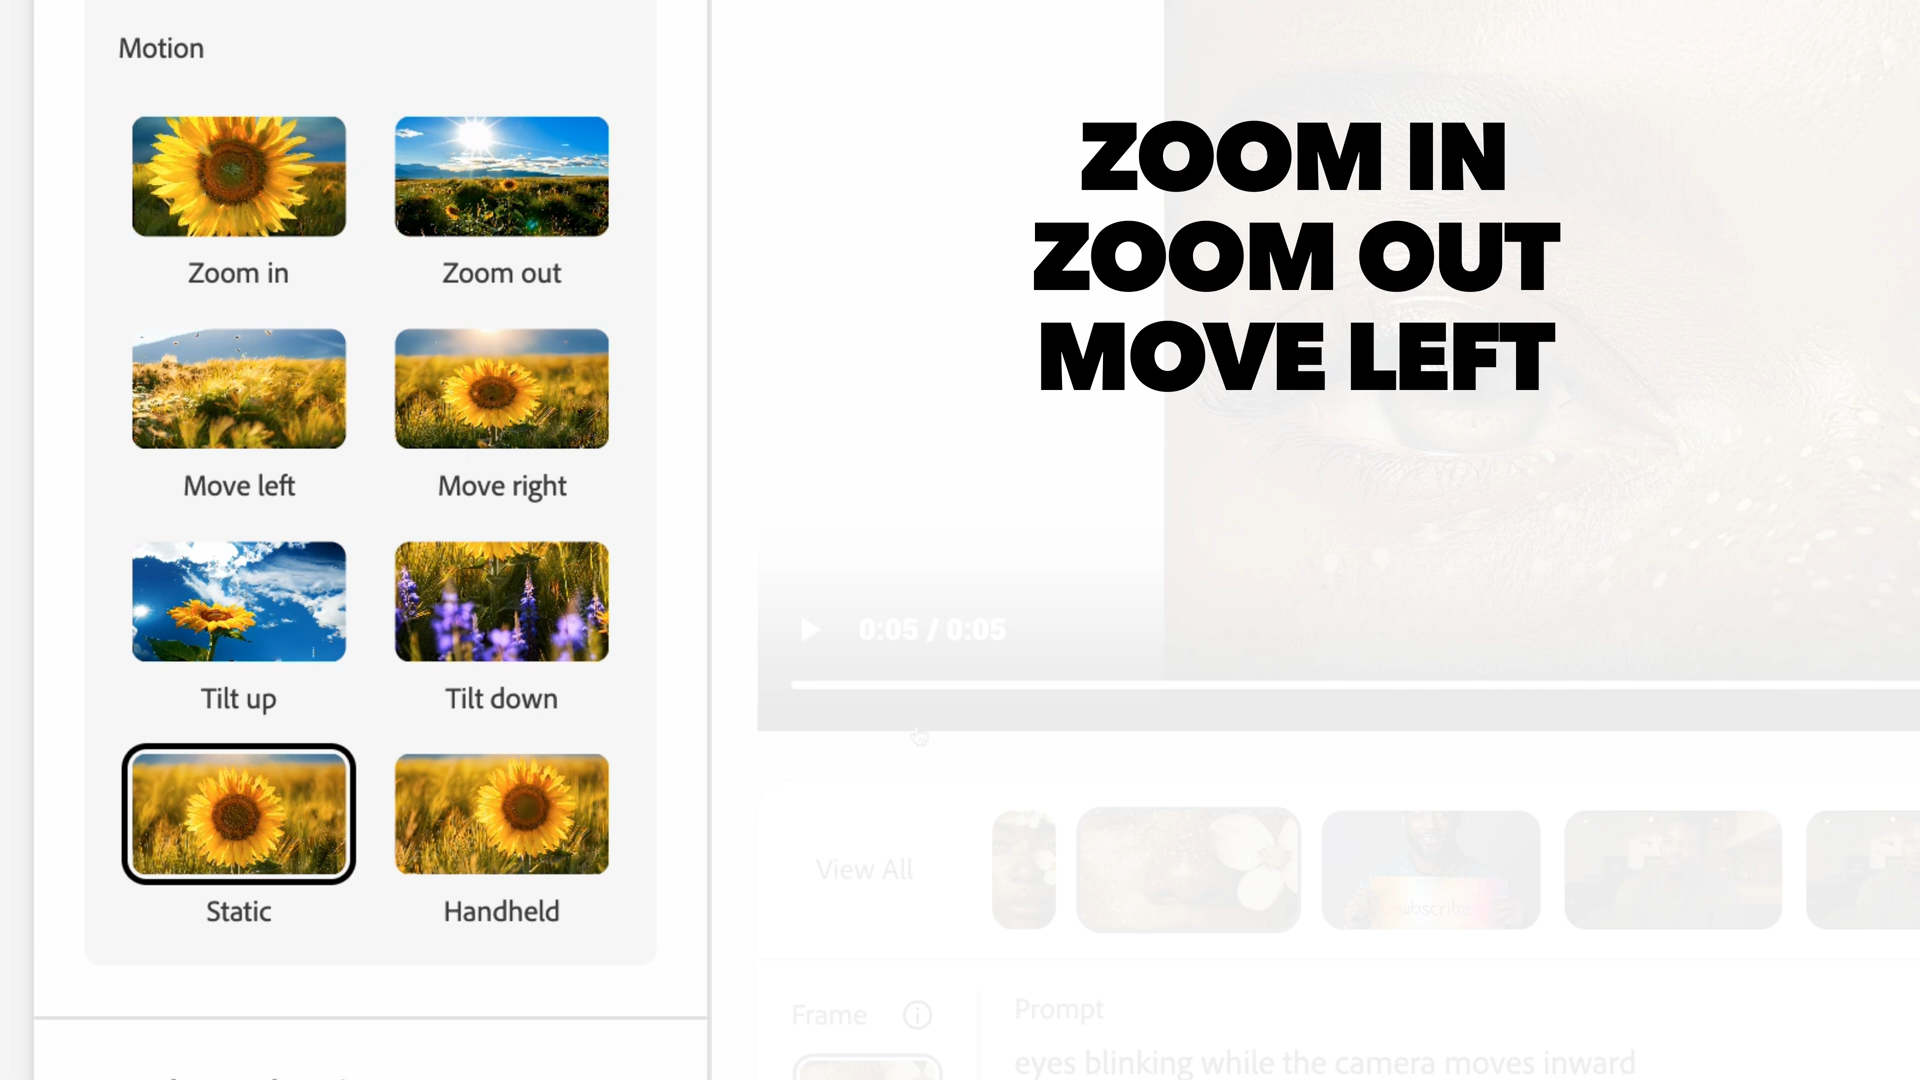 Motion
Zoom in
Zoom out
Move left
Move right
Tilt up
Tilt down
Static
Handheld
ZOOM IN
ZOOM OUT
MOVE LEFT
0:05 / 0:05
View All
subscribe
Frame
Prompt
eyes blinking while the camera moves inward